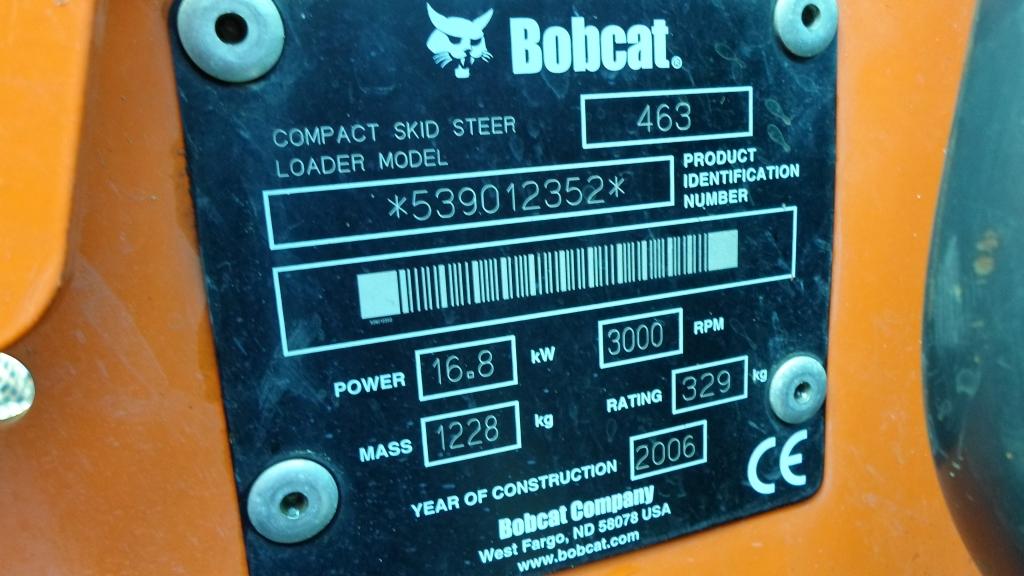 Bobcat®
COMPACT SKID STEER
LOADER MODEL
463
*539012352*
PRODUCT
IDENTIFICATION
NUMBER
POWER 16.8 kW 3000 RPM
MASS 1228 kg RATING 329 kg
YEAR OF CONSTRUCTION 2006
CE
Bobcat Company
West Fargo, ND 58078 USA
www.bobcat.com